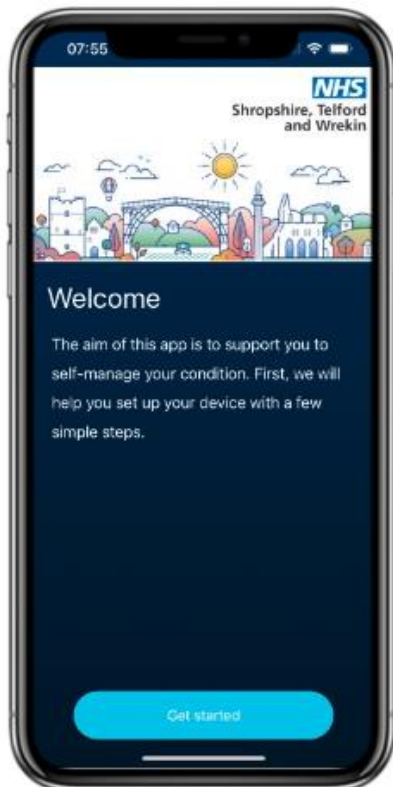 07:55
NHS
Shropshire, Telford
and Wrekin
Welcome
The aim of this app is to support you to
self-manage your condition. First, we will
help you set up your device with a few
simple steps.
Get started